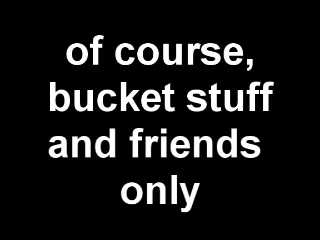 of course,
bucket stuff
and friends
only